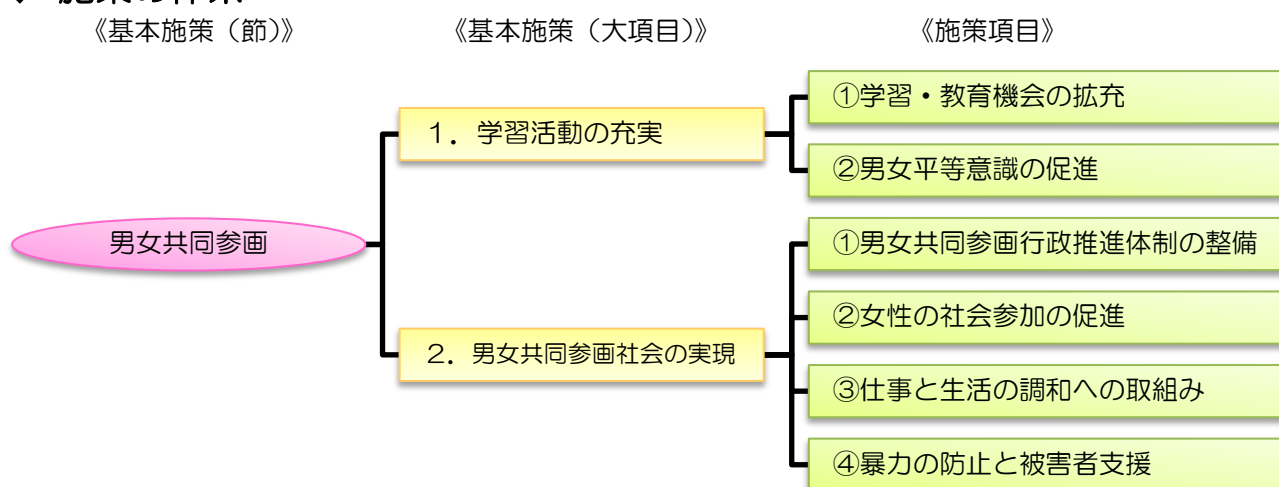 《基本施策（節）》
《基本施策（大項目）》
《施策項目》
男女共同参画
１．学習活動の充実
①学習・教育機会の拡充
②男女平等意識の促進
２．男女共同参画社会の実現
①男女共同参画行政推進体制の整備
②女性の社会参加の促進
③仕事と生活の調和への取組み
④暴力の防止と被害者支援